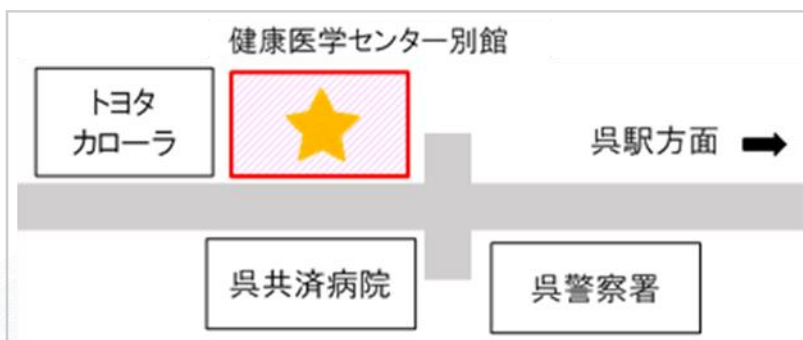 健康医学センター別館
トヨタ
カローラ
呉駅方面
呉共済病院
呉警察署